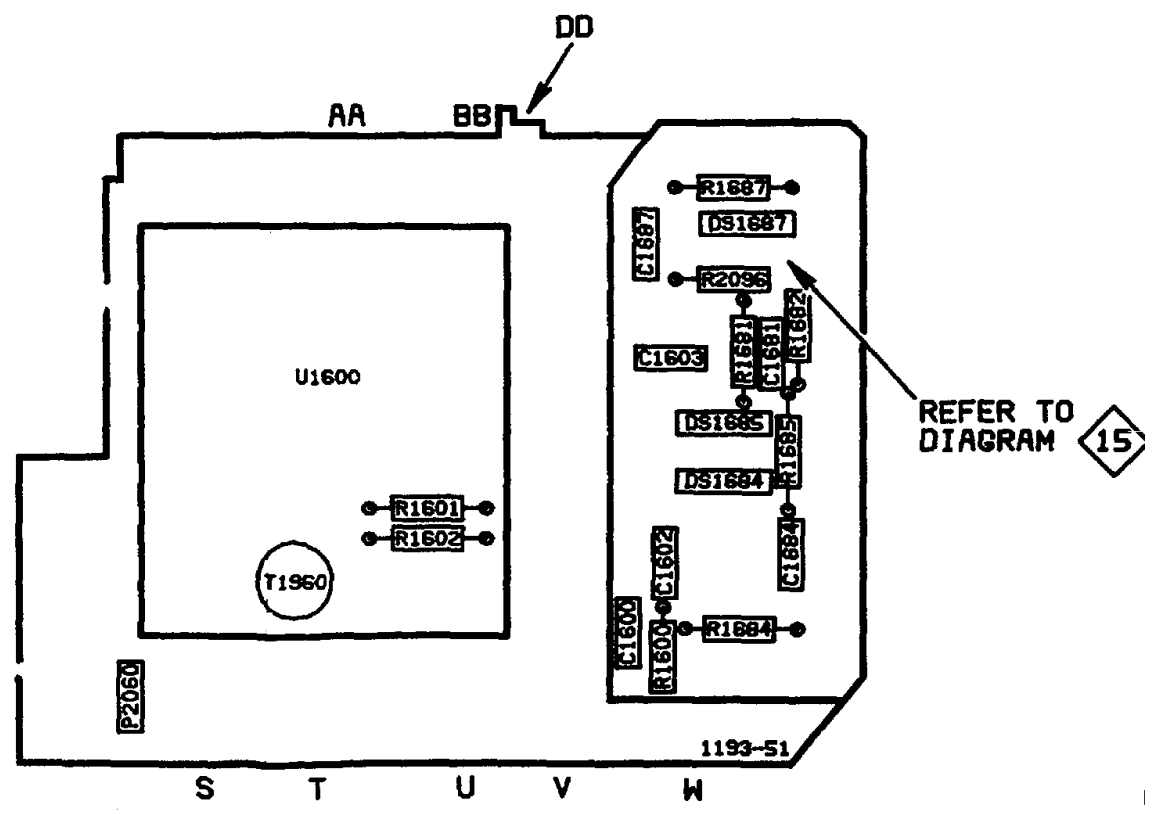 DD
AA
BB
R1687
DS1687
C1687
R2096
R1682
R1681
C1681
C1603
U1600
REFER TO
DIAGRAM 15
DS1685
R1685
DS1684
R1601
R1602
C1684
C1602
T1960
C1600
R1600
R1684
P2060
1193-51
S T U V W